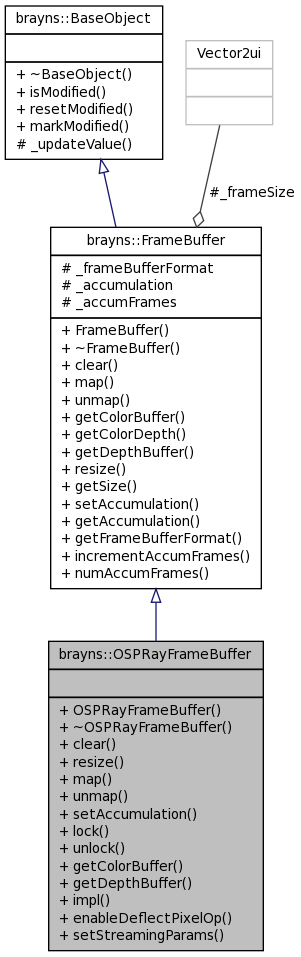 brayns::BaseObject
+ ~BaseObject()
+ isModified()
+ resetModified()
+ markModified()
# _updateValue()
Vector2ui
#_frameSize
brayns::FrameBuffer
# _frameBufferFormat
# _accumulation
# _accumFrames
+ FrameBuffer()
+ ~FrameBuffer()
+ clear()
+ map()
+ unmap()
+ getColorBuffer()
+ getColorDepth()
+ getDepthBuffer()
+ resize()
+ getSize()
+ setAccumulation()
+ getAccumulation()
+ getFrameBufferFormat()
+ incrementAccumFrames()
+ numAccumFrames()
brayns::OSPRayFrameBuffer
+ OSPRayFrameBuffer()
+ ~OSPRayFrameBuffer()
+ clear()
+ resize()
+ map()
+ unmap()
+ setAccumulation()
+ lock()
+ unlock()
+ getColorBuffer()
+ getDepthBuffer()
+ impl()
+ enableDeflectPixelOp()
+ setStreamingParams()